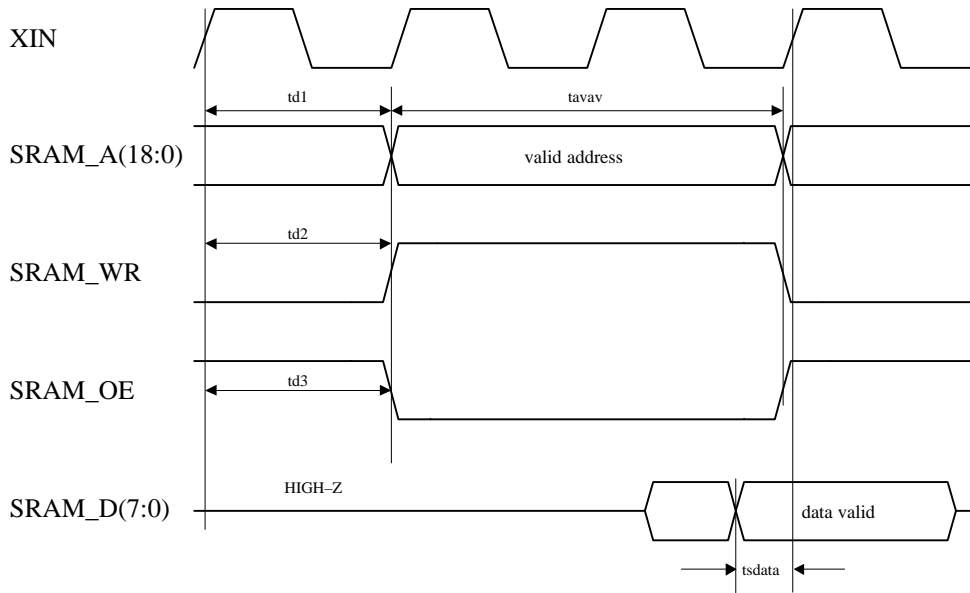 XIN
td1
tavav
SRAM_A(18:0)
valid address
td2
SRAM_WR
td3
SRAM_OE
HIGH–Z
SRAM_D(7:0)
data valid
tsdata